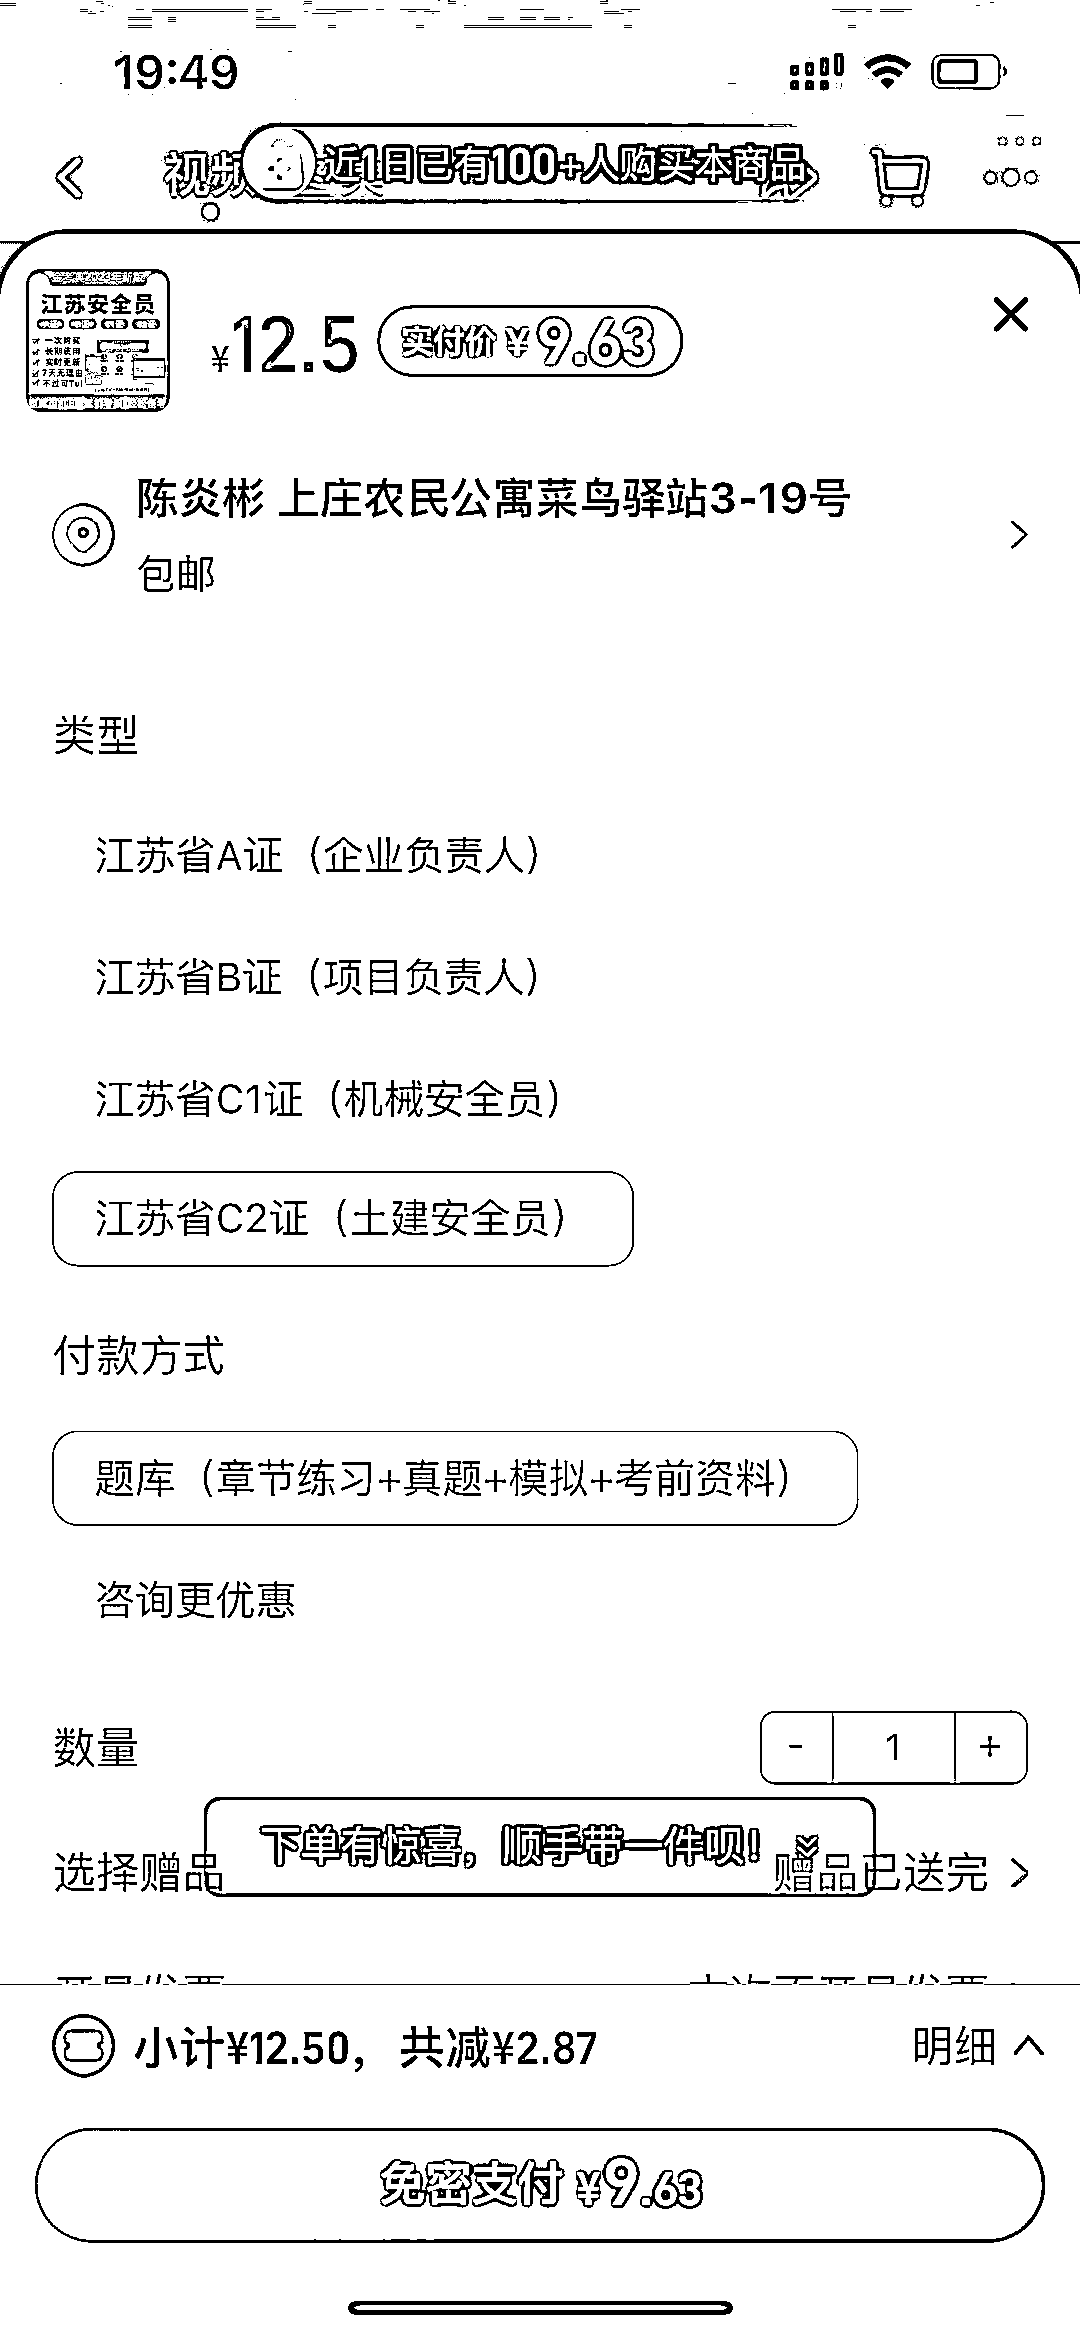 19:49
视频
近1日已有100+人购买本商品
江苏安全员
一次购买
长期使用
实时更新
7天无理由
¥12.5
实付价 ¥9.63
陈炎彬 上庄农民公寓菜鸟驿站3-19号
包邮
类型
江苏省A证（企业负责人）
江苏省B证（项目负责人）
江苏省C1证（机械安全员）
江苏省C2证（土建安全员）
付款方式
题库（章节练习+真题+模拟+考前资料）
咨询更优惠
数量
- 1 +
下单有惊喜，顺手带一件呗！
选择赠品 赠品已送完
小计¥12.50，共减¥2.87 明细
免密支付 ¥9.63